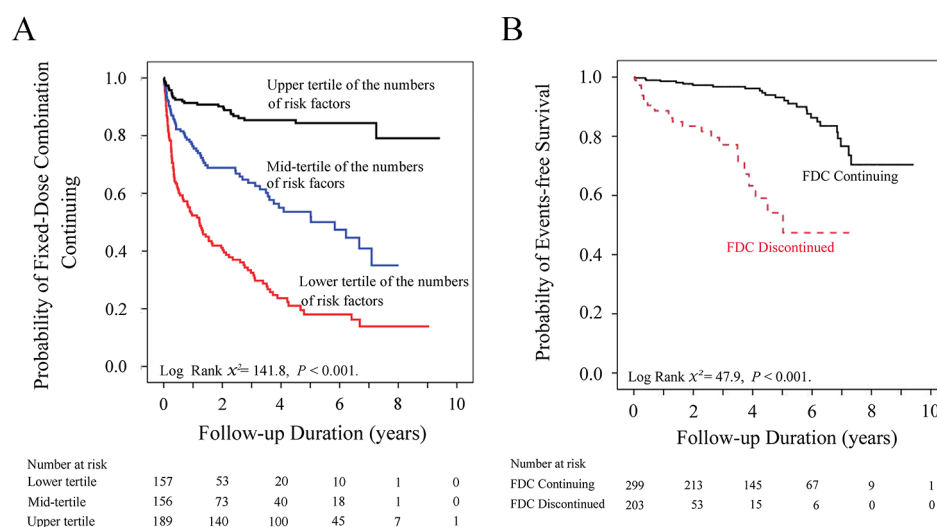 A
Probability of Fixed-Dose Combination
Continuing
1.0
0.8
0.6
0.4
0.2
0.0
Upper tertile of the numbers
of risk factors
Mid-tertile of the numbers
of risk facors
Lower tertile of the numbers
of risk factors
Log Rank x²= 141.8, P < 0.001.
0 2 4 6 8 10
Follow-up Duration (years)
Number at risk
Lower tertile 157 53 20 10 1 0
Mid-tertile 156 73 40 18 1 0
Upper tertile 189 140 100 45 7 1
B
Probabilty of Events-free Survival
1.0
0.8
0.6
0.4
0.2
0.0
FDC Continuing
FDC Discontinued
Log Rank x²= 47.9, P < 0.001.
0 2 4 6 8 10
Follow-up Duration (years)
Number at risk
FDC Continuing 299 213 145 67 9 1
FDC Discontinued 203 53 15 6 0 0